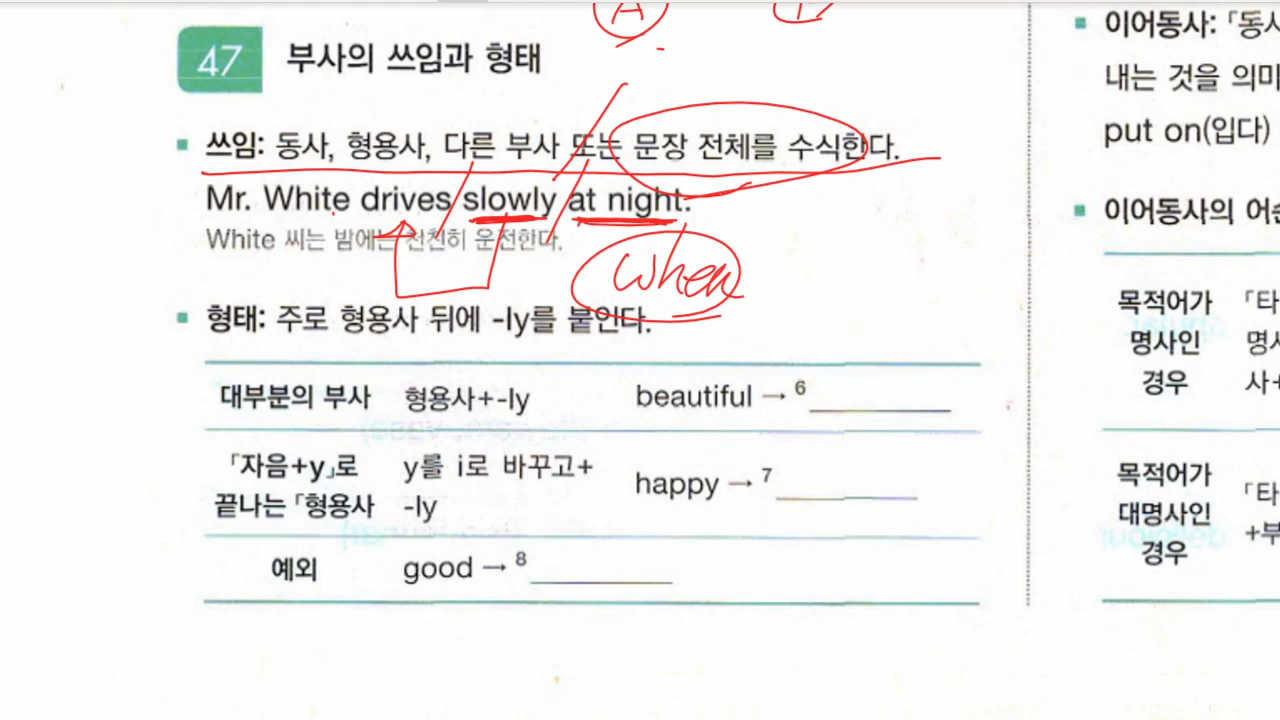 A
47 부사의 쓰임과 형태
쓰임: 동사, 형용사, 다른 부사 또는 문장 전체를 수식한다.
Mr. White drives slowly at night.
White 씨는 밤에는 천천히 운전한다.
when
형태: 주로 형용사 뒤에 -ly를 붙인다.
대부분의 부사 형용사+-ly beautiful → 6
「자음+y」로 y를 i로 바꾸고+ happy → 7
끝나는 「형용사 -ly
예외 good → 8
이어동사: 「동사
내는 것을 의미
put on(입다)
이어동사의 어순
목적어가 「타
명사인 명사
경우 사+
목적어가
대명사인 「타
경우 +부